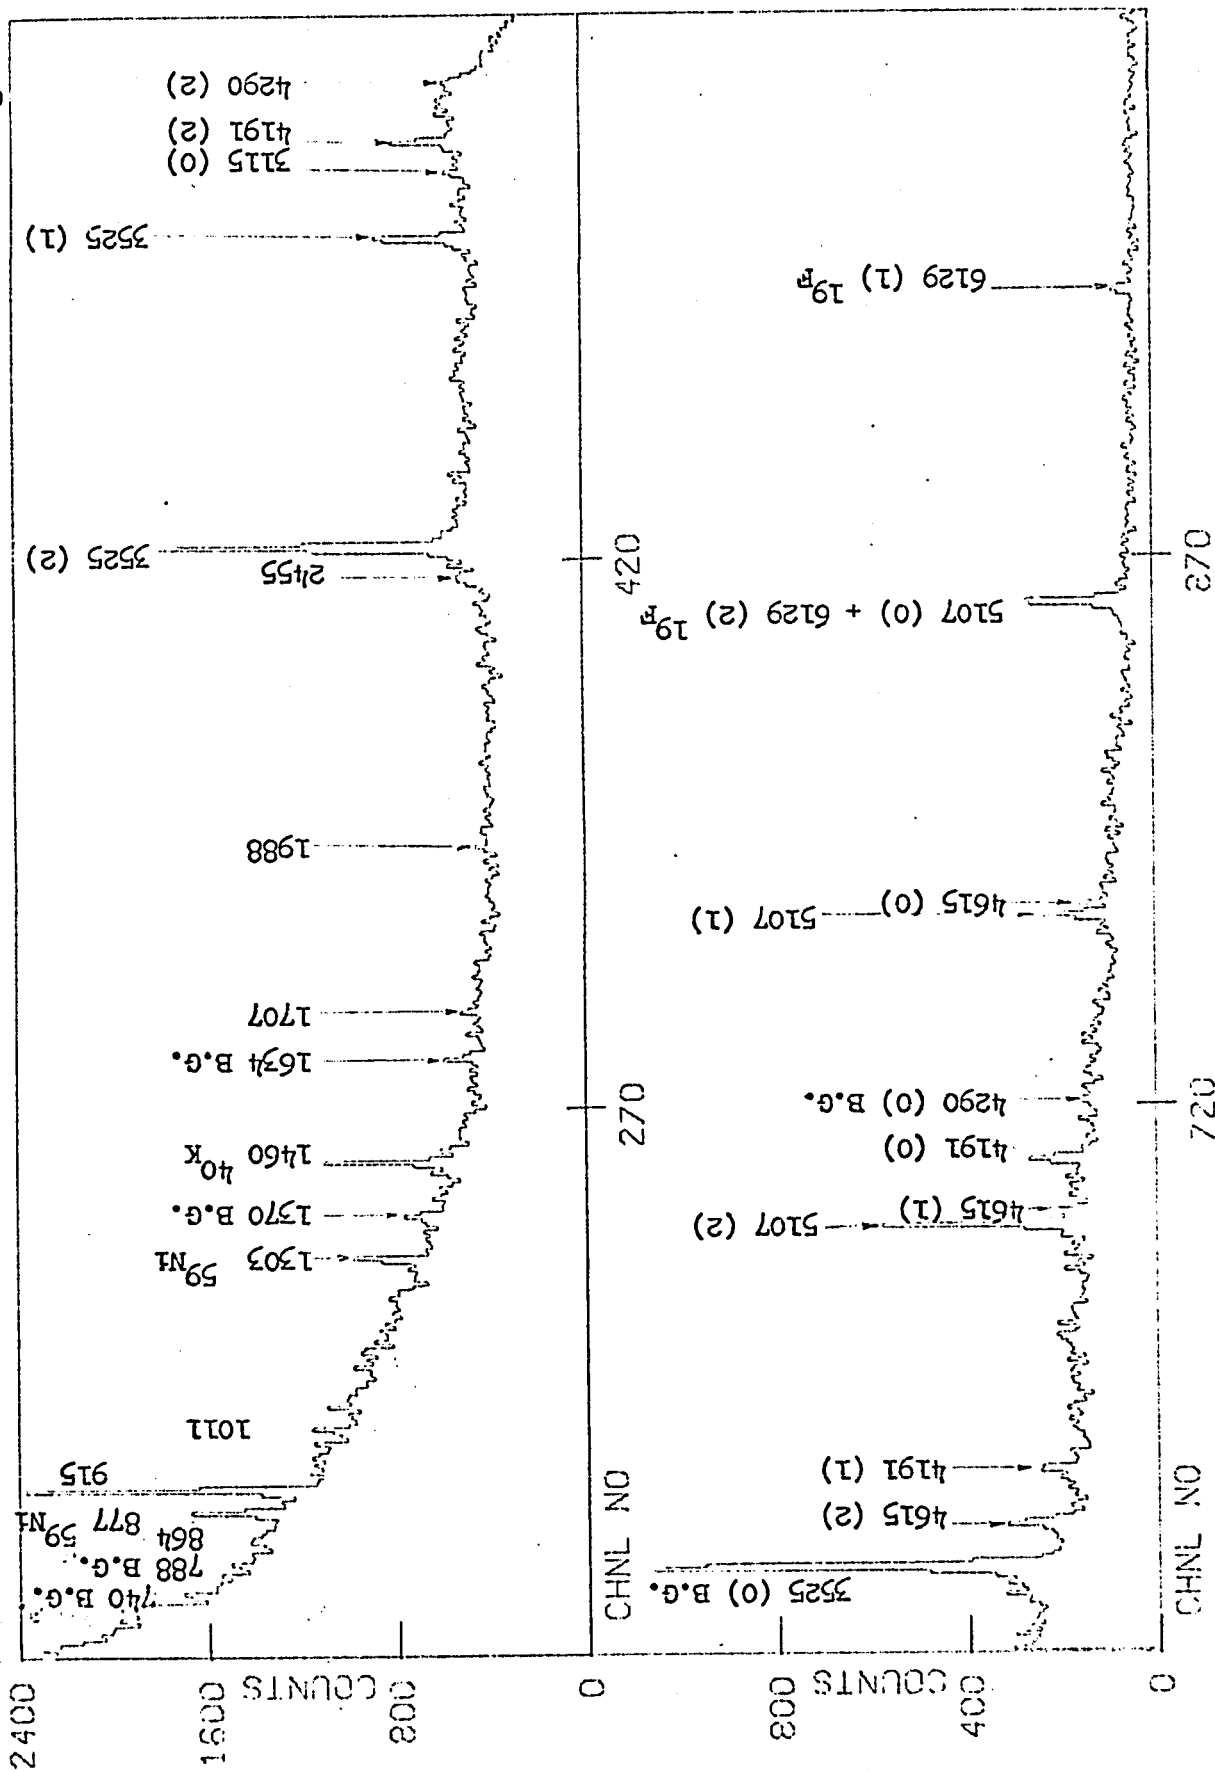 2400
1600
COUNTS
800
0
740 B.G.
788 B.G.
864
877 59Ni
915
1011
1303 59Ni
1370 B.G.
1460 40K
1634 B.G.
1707
1988
2455
3525 (2)
3525 (1)
3115 (0)
4191 (2)
4290 (2)
CHNL NO
270
420
800
COUNTS
400
0
3525 (0) B.G.
4615 (2)
4191 (1)
5107 (2)
4615 (1)
4191 (0)
4290 (0) B.G.
5107 (1)
4615 (0)
5107 (0) + 6129 (2) 19F
6129 (1) 19F
CHNL NO
720
870